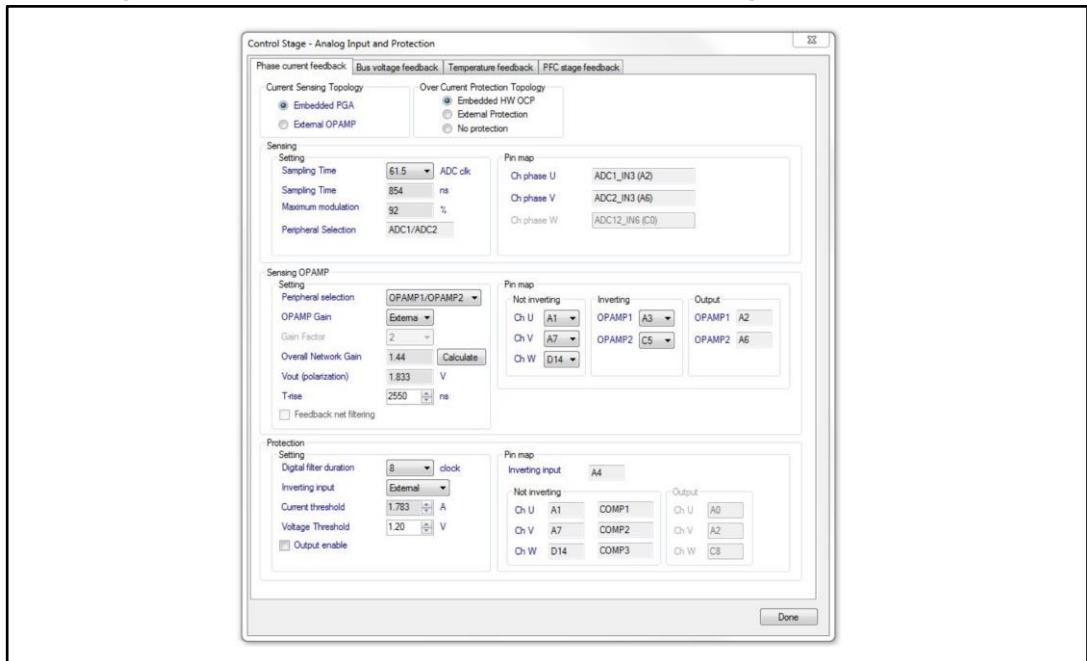 Control Stage - Analog Input and Protection
Phase current feedback Bus voltage feedback Temperature feedback PFC stage feedback
Current Sensing Topology
Embedded PGA
External OPAMP
Over Current Protection Topology
Embedded HW OCP
External Protection
No protection
Sensing
Setting
Sampling Time 61.5 ADC clk
Sampling Time 854 ns
Maximum modulation 92 %
Peripheral Selection ADC1/ADC2
Pin map
Ch phase U ADC1_IN3 (A2)
Ch phase V ADC2_IN3 (A6)
Ch phase W ADC12_IN6 (C0)
Sensing OPAMP
Setting
Peripheral selection OPAMP1/OPAMP2
OPAMP Gain Externa
Gain Factor 2
Overall Network Gain 1.44 Calculate
Vout (polarization) 1.833 V
T-rise 2550 ns
Feedback net filtering
Pin map
Not inverting
Ch U A1
Ch V A7
Ch W D14
Inverting
OPAMP1 A3
OPAMP2 C5
Output
OPAMP1 A2
OPAMP2 A6
Protection
Setting
Digital filter duration 8 clock
Inverting input External
Current threshold 1.783 A
Voltage Threshold 1.20 V
Output enable
Pin map
Inverting input A4
Not inverting
Ch U A1 COMP1
Ch V A7 COMP2
Ch W D14 COMP3
Output
Ch U A0
Ch V A2
Ch W C8
Done